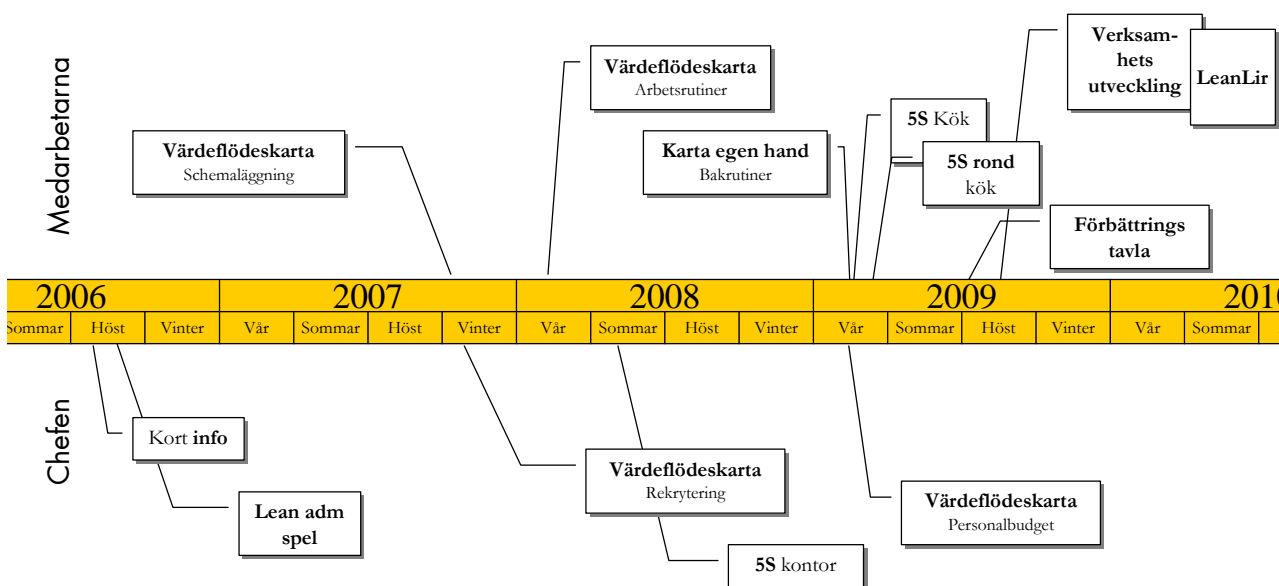 Medarbetarna
Värdeflödeskarta
Schemaläggning
Värdeflödeskarta
Arbetsrutiner
Karta egen hand
Bakrutiner
5S Kök
5S rond
kök
Verksam-
hets
utveckling
LeanLir
Förbättrings
tavla
2006 2007 2008 2009 2010
Sommar Höst Vinter Vår Sommar Höst Vinter Vår Sommar Höst Vinter Vår Sommar Höst Vinter Vår Sommar
Chefen
Kort info
Lean adm
spel
Värdeflödeskarta
Rekrytering
5S kontor
Värdeflödeskarta
Personalbudget